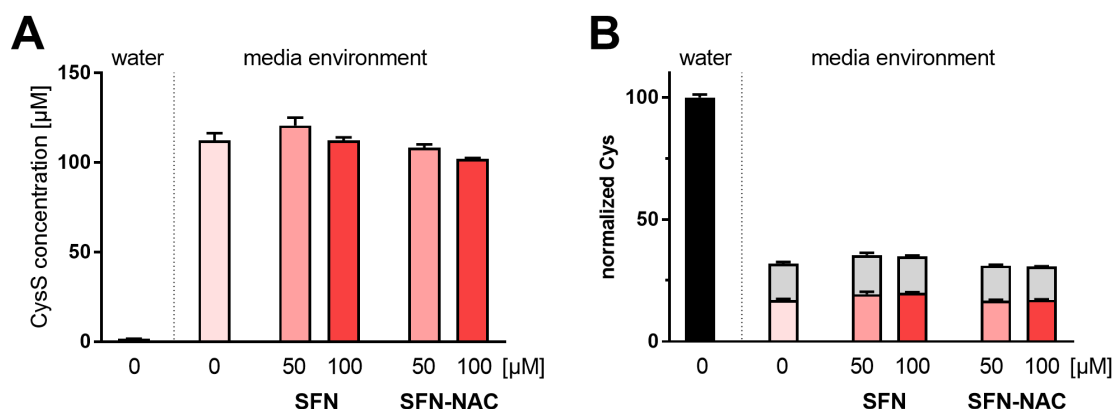 A
water
media environment
CysS concentration [µM]
150
100
50
0
0 0 50 100 50 100 [µM]
SFN SFN-NAC
B
water
media environment
normalized Cys
100
50
0
0 0 50 100 50 100 [µM]
SFN SFN-NAC